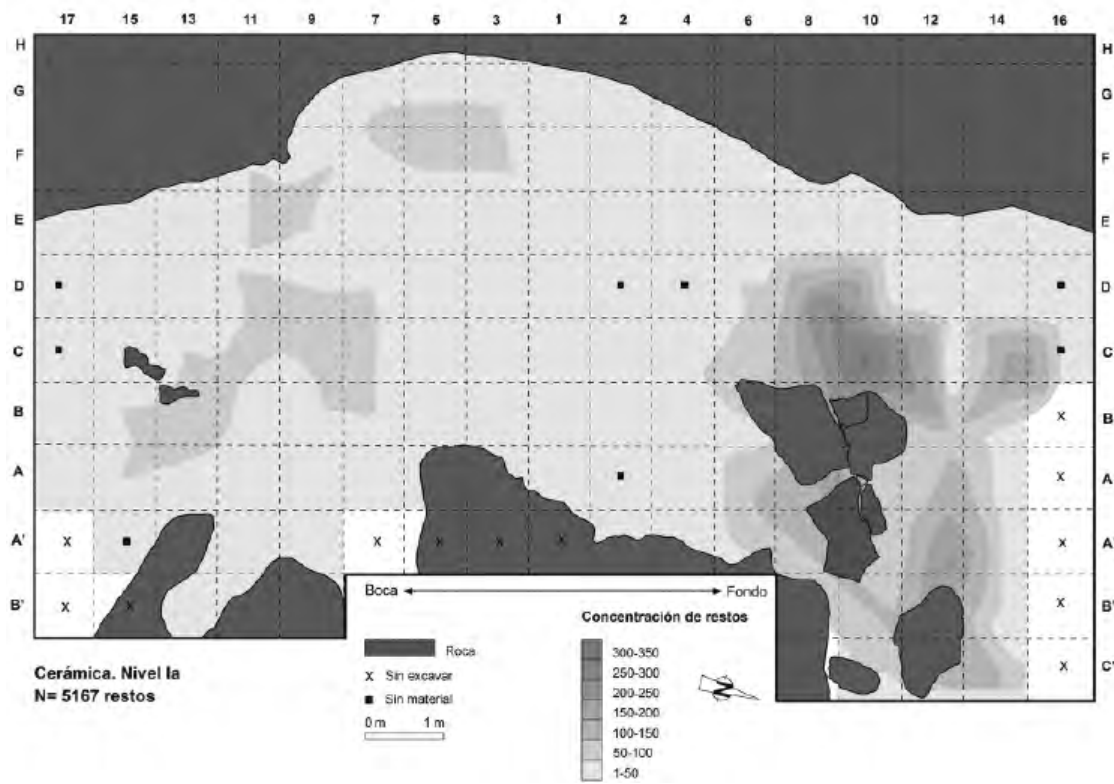 17 15 13 11 9 7 5 3 1 2 4 6 8 10 12 14 16
H H
G G
F F
E E
D D
C C
B x B
A x A
A' x x x x x x A'
B' x x x B'
x C'
Boca Fondo
Cerámica. Nivel Ia
N= 5167 restos
Roca
x Sin excavar
Sin material
0 m 1 m
Concentración de restos
300-350
250-300
200-250
150-200
100-150
50-100
1-50
N